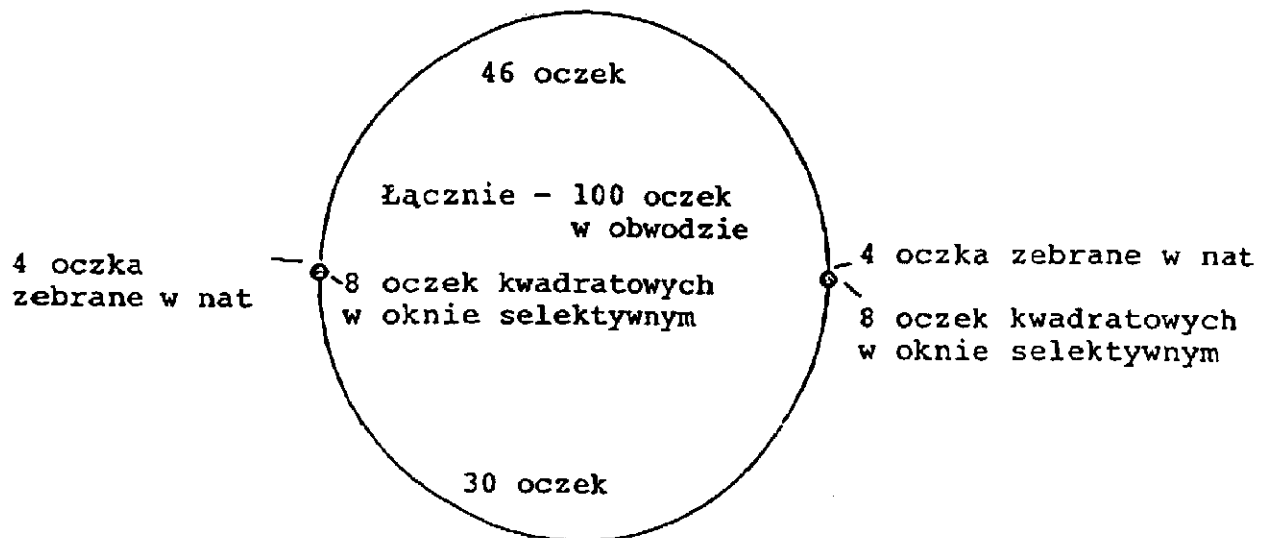 46 oczek
Łącznie - 100 oczek
w obwodzie
4 oczka
zebrane w nat
8 oczek kwadratowych
w oknie selektywnym
4 oczka zebrane w nat
8 oczek kwadratowych
w oknie selektywnym
30 oczek